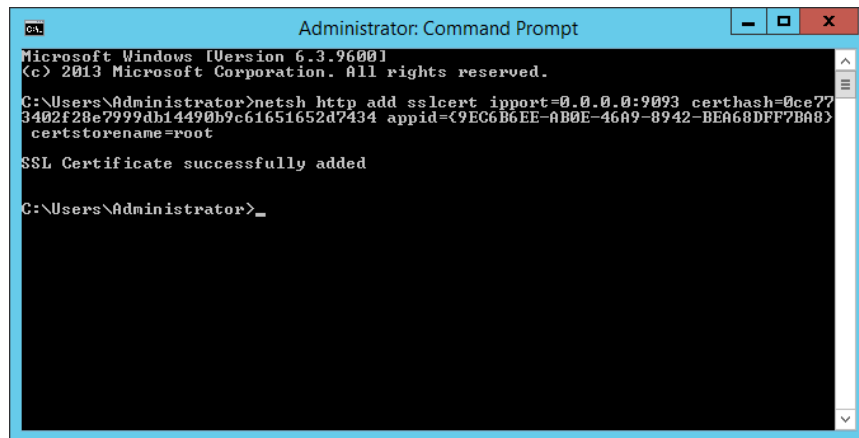 Administrator: Command Prompt
Microsoft Windows [Version 6.3.9600]
(c) 2013 Microsoft Corporation. All rights reserved.
C:\Users\Administrator>netsh http add sslcert ipport=0.0.0.0:9093 certhash=0ce77
3402f28e7999db14490b9c61651652d7434 appid={9EC6B6EE-AB0E-46A9-8942-BEA68DFF7BA8}
certstorename=root
SSL Certificate successfully added
C:\Users\Administrator>_